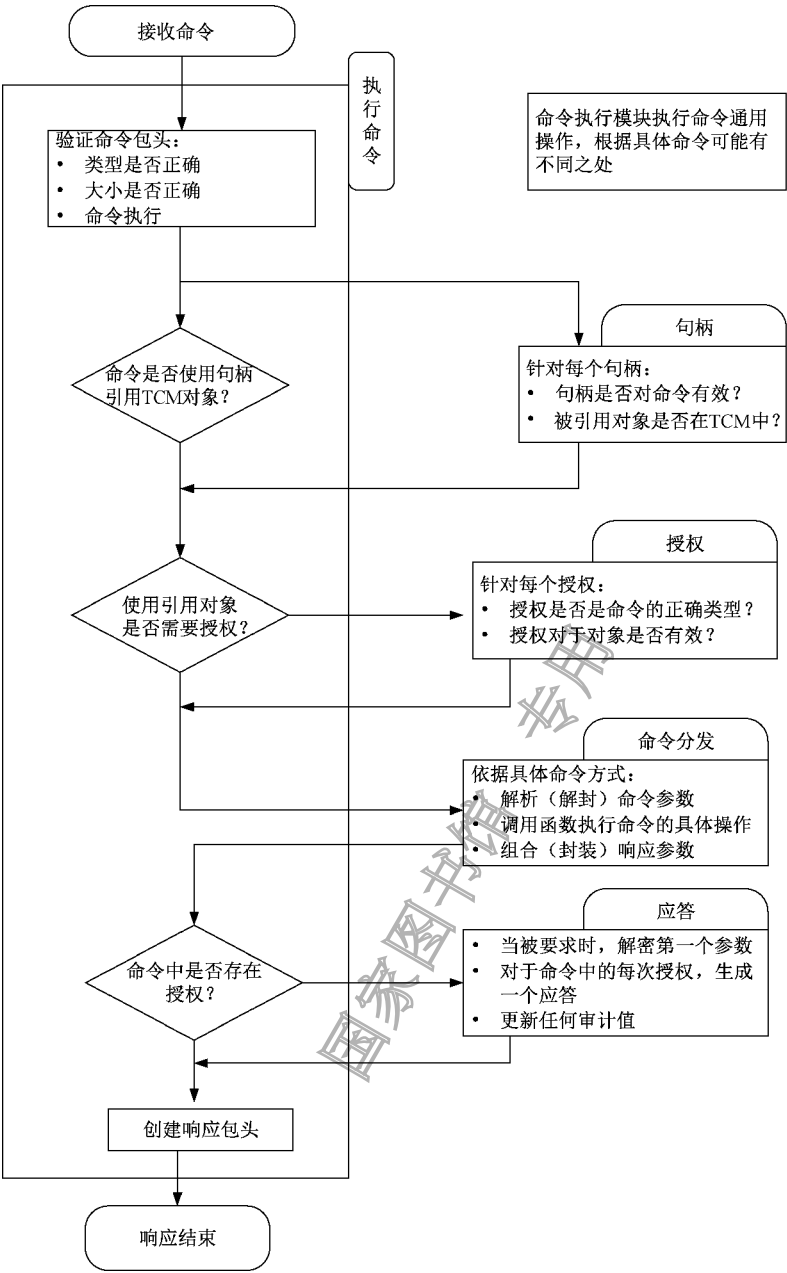 接收命令
执行命令
验证命令包头：
• 类型是否正确
• 大小是否正确
• 命令执行
命令执行模块执行命令通用
操作，根据具体命令可能有
不同之处
句柄
命令是否使用句柄
引用TCM对象？
针对每个句柄：
• 句柄是否对命令有效？
• 被引用对象是否在TCM中？
授权
使用引用对象
是否需要授权？
针对每个授权：
• 授权是否是命令的正确类型？
• 授权对于对象是否有效？
命令分发
依据具体命令方式：
• 解析（解封）命令参数
• 调用函数执行命令的具体操作
• 组合（封装）响应参数
应答
命令中是否存在
授权？
• 当被要求时，解密第一个参数
• 对于命令中的每次授权，生成
一个应答
• 更新任何审计值
创建响应包头
响应结束
国家图书馆 专用